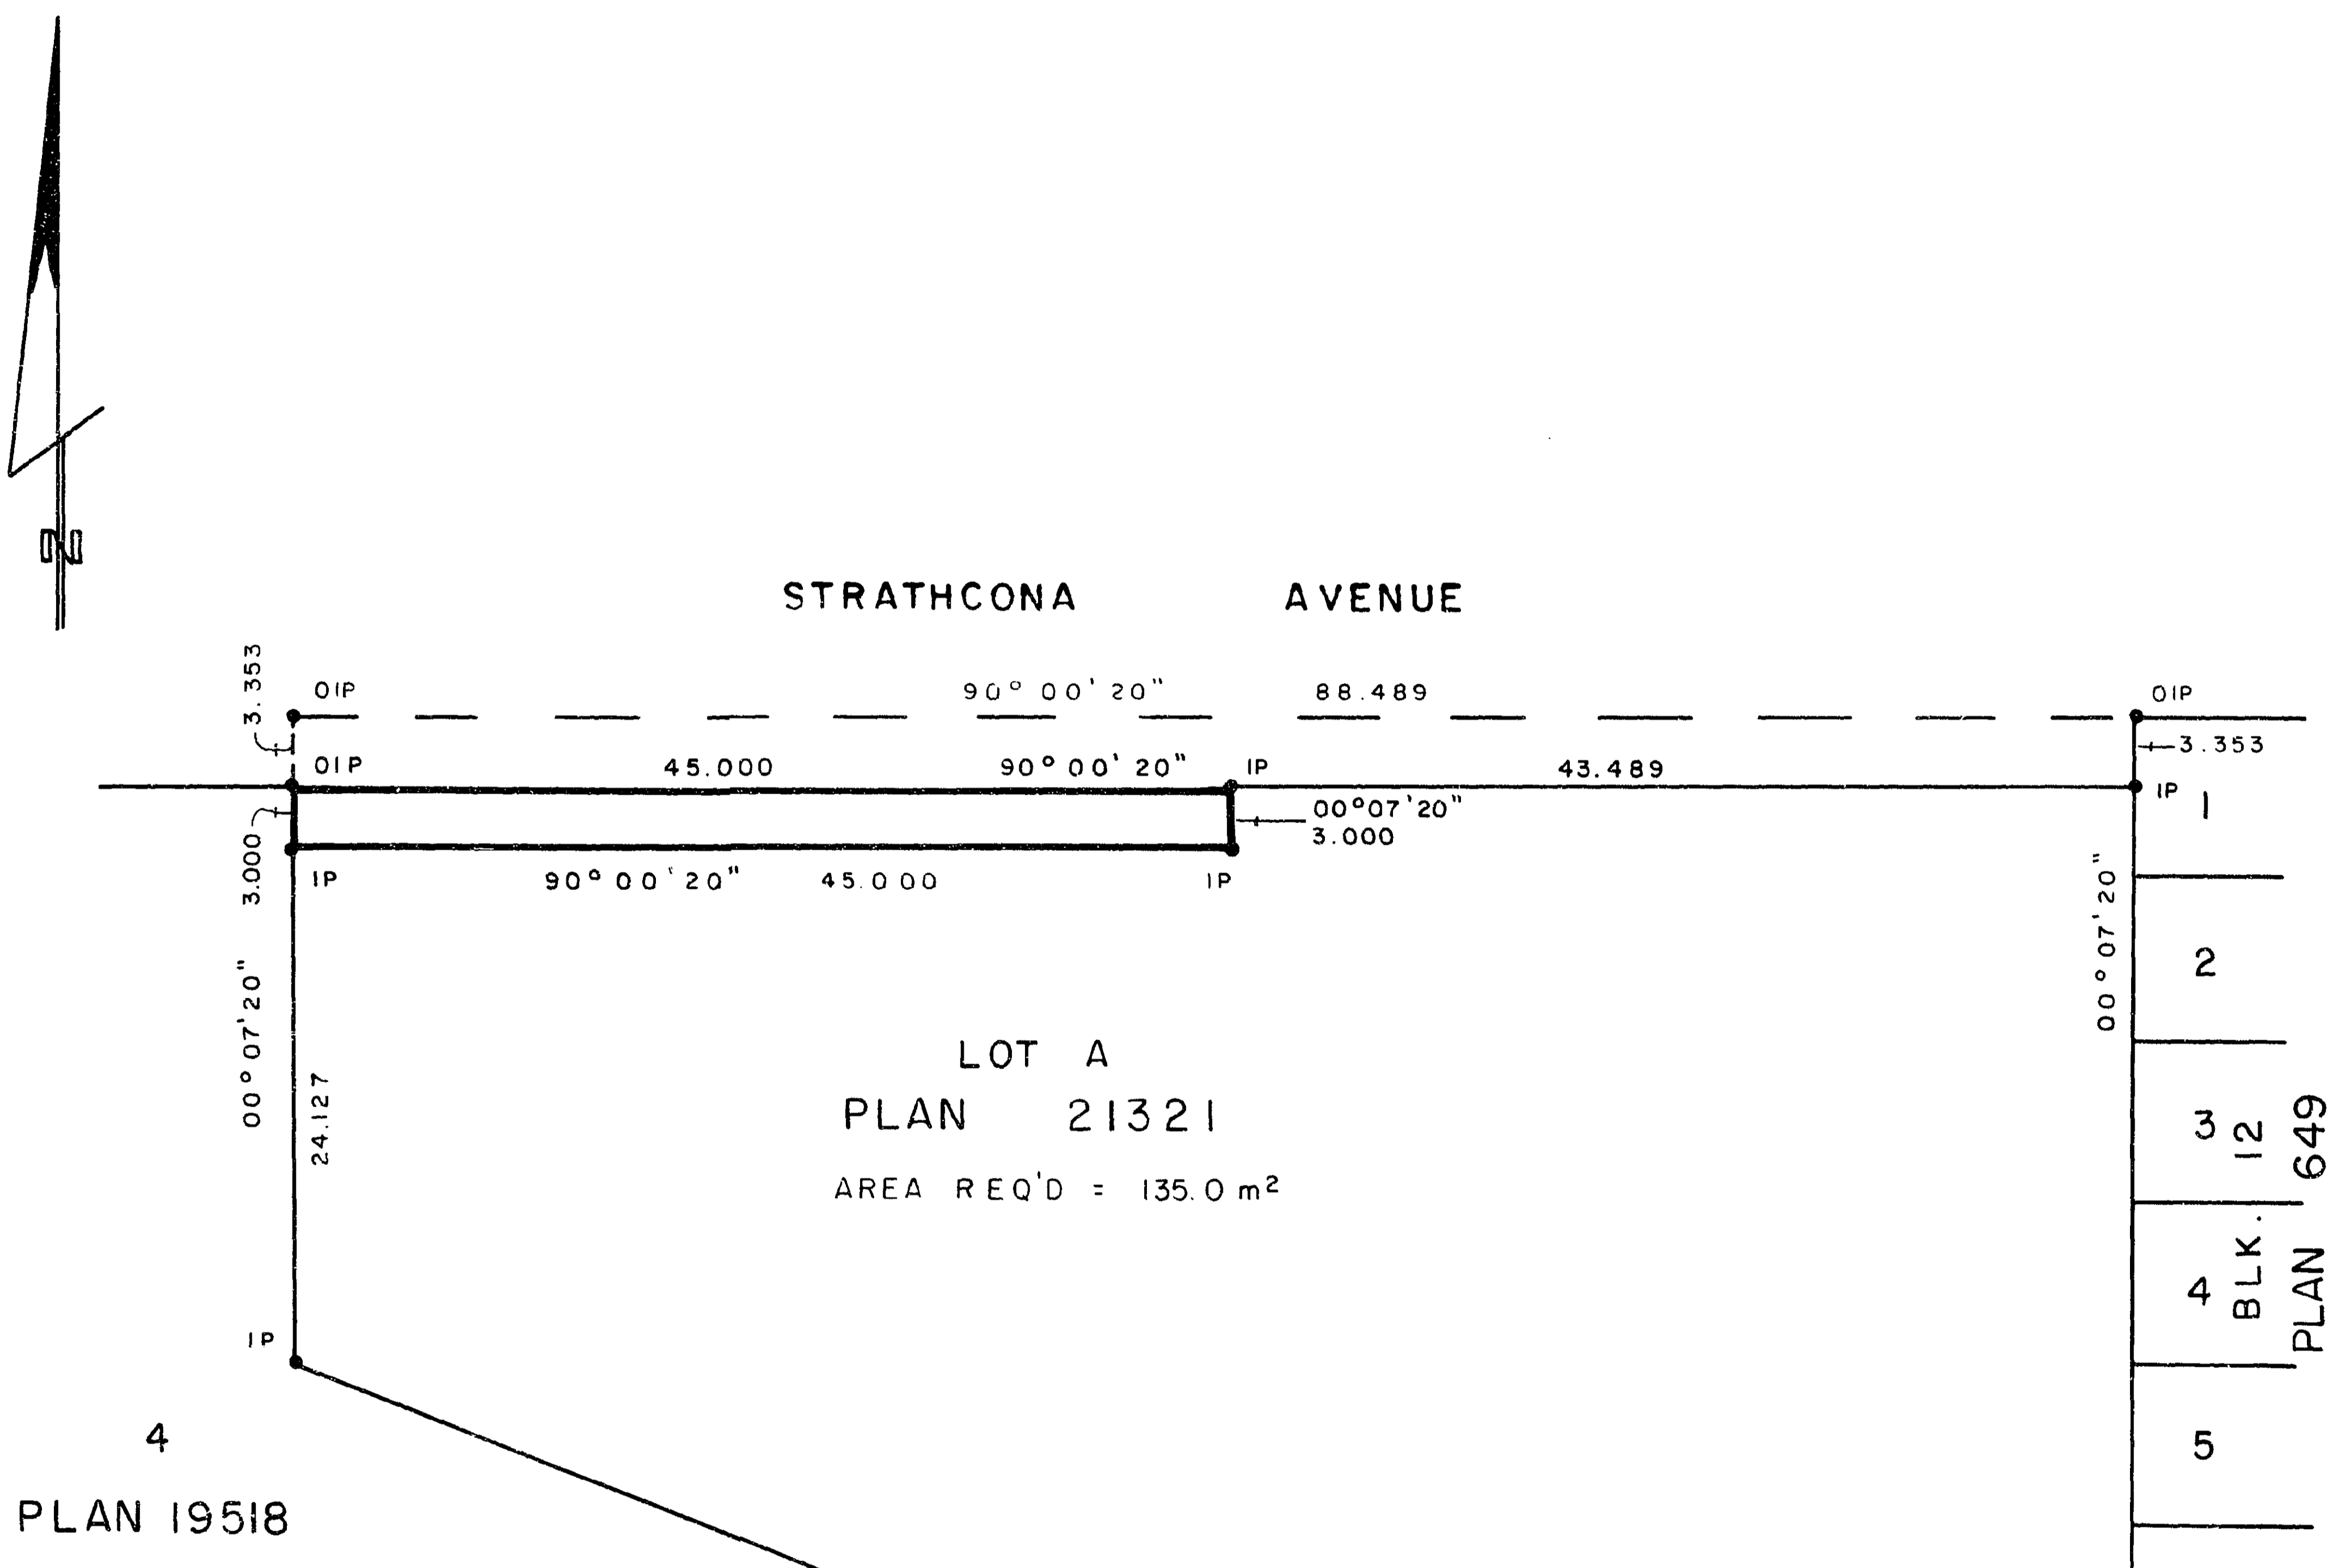 N
STRATHCONA AVENUE
3.353
OIP
90° 00' 20" 88.489
OIP
3.353
OIP
45.000 90° 00' 20"
IP
43.489
IP
1
00° 07' 20"
3.000
3.000
IP
90° 00' 20" 45.000
IP
00° 07' 20"
2
00° 07' 20"
24.127
LOT A
PLAN 21321
AREA REQ'D = 135.0 m²
3
BLK. 12
PLAN 649
4
IP
4
5
PLAN 19518